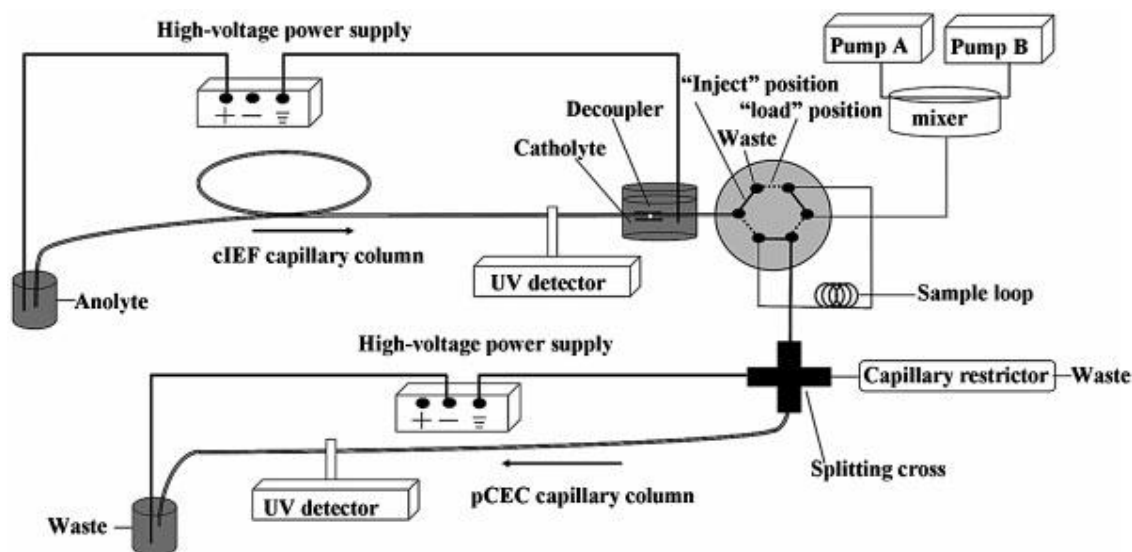 High-voltage power supply
Pump A
Pump B
“Inject” position
“load” position
mixer
Decoupler
Waste
Catholyte
+ −
cIEF capillary column
UV detector
Anolyte
Sample loop
High-voltage power supply
Capillary restrictor
Waste
+ −
Splitting cross
pCEC capillary column
UV detector
Waste